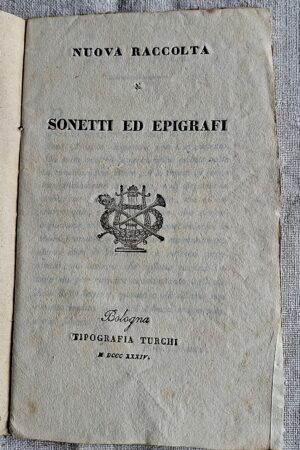 NUOVA RACCOLTA
SONETTI ED EPIGRAFI
Bologna
TIPOGRAFIA TURCHI
M DCCC XXXIV.